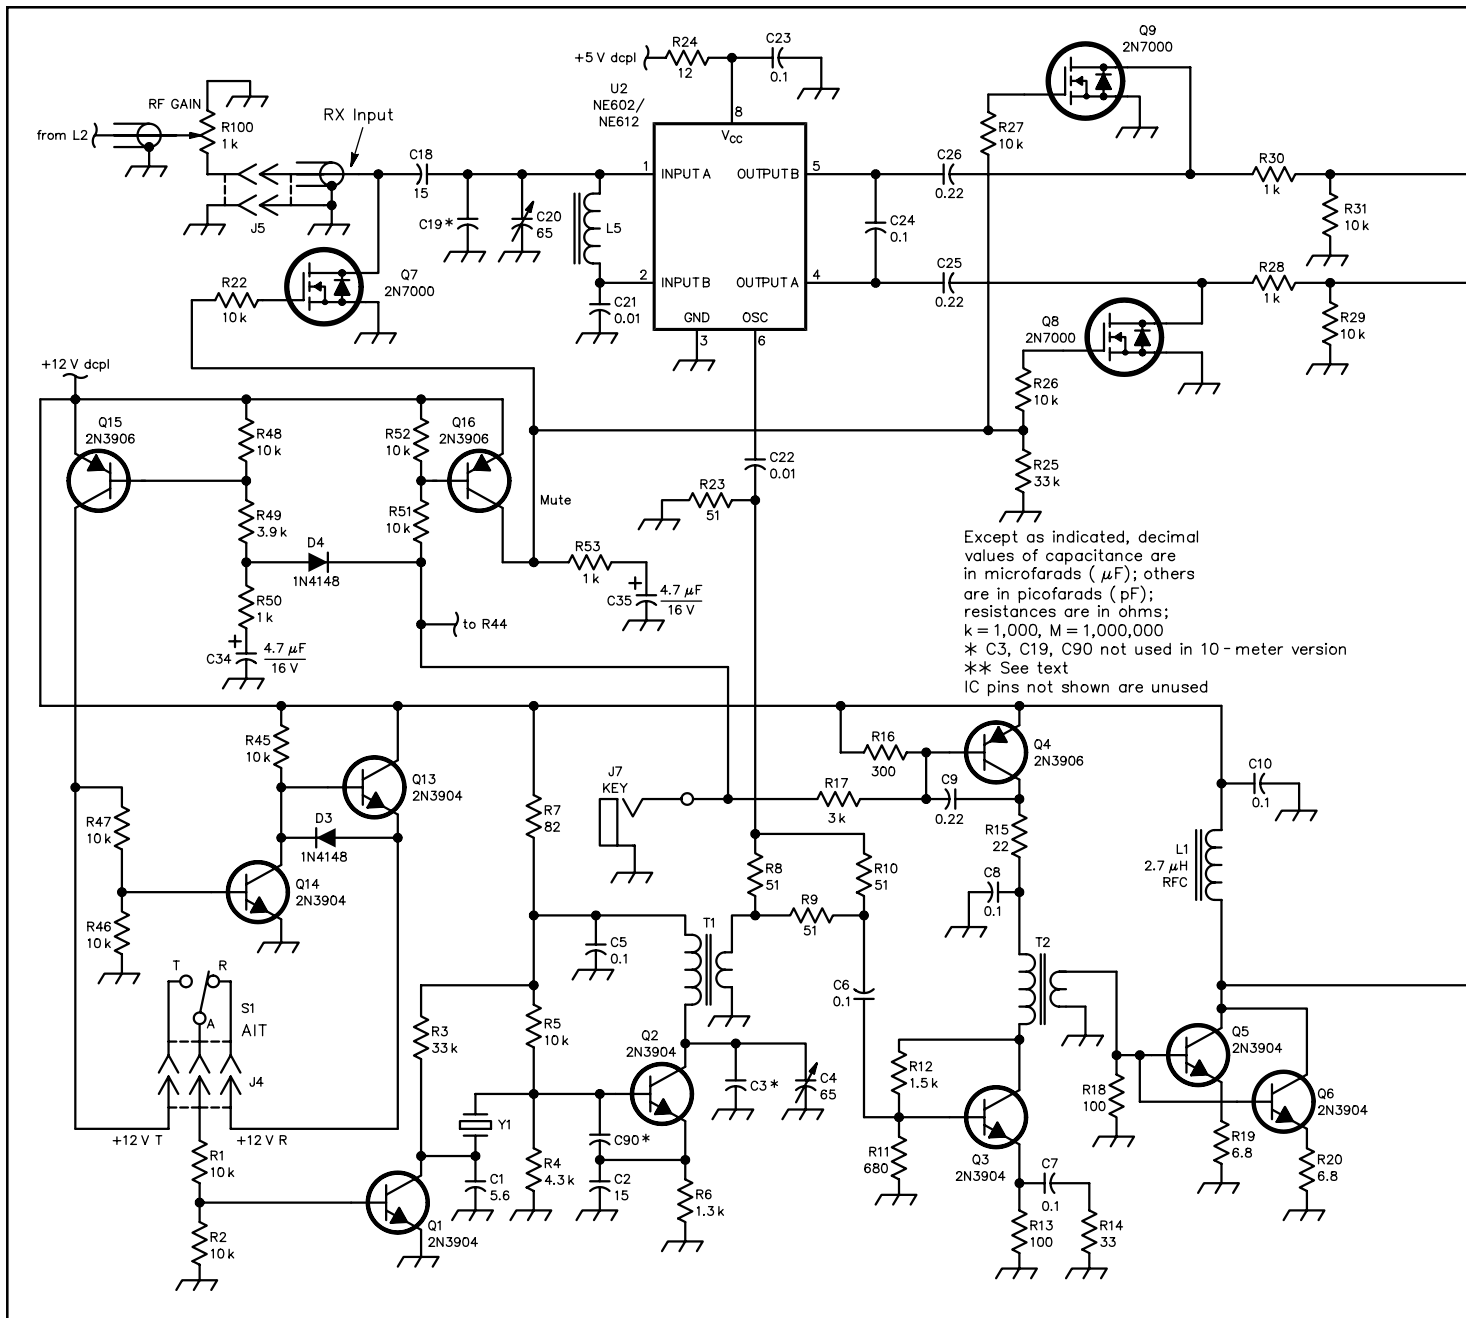 Q9
2N7000
R24
12
C23
0.1
+5 V dcpl
U2
NE602/
NE612
8
VCC
RF GAIN
R100
1 k
from L2
RX Input
J5
C18
15
C19*
C20
65
L5
1
INPUT A
OUTPUT B
5
2
INPUT B
OUTPUT A
4
GND
OSC
3
6
C21
0.01
R27
10 k
C26
0.22
C24
0.1
C25
0.22
R30
1 k
R31
10 k
R28
1 k
R29
10 k
Q7
2N7000
R22
10 k
Q8
2N7000
R26
10 k
R25
33 k
+12 V dcpl
Q15
2N3906
R48
10 k
R52
10 k
Q16
2N3906
R49
3.9 k
R51
10 k
Mute
D4
1N4148
R50
1 k
R53
1 k
C34
4.7 μF
16 V
C35
4.7 μF
16 V
to R44
C22
0.01
R23
51
Except as indicated, decimal
values of capacitance are
in microfarads ( μF); others
are in picofarads ( pF);
resistances are in ohms;
k = 1,000, M = 1,000,000
* C3, C19, C90 not used in 10 - meter version
** See text
IC pins not shown are unused
R45
10 k
Q13
2N3904
D3
1N4148
R47
10 k
Q14
2N3904
R46
10 k
R7
82
J7
KEY
R16
300
Q4
2N3906
R17
3 k
C9
0.22
R15
22
C10
0.1
L1
2.7 μH
RFC
R8
51
R10
51
R9
51
C8
0.1
T1
T2
C5
0.1
C6
0.1
T
R
A
S1
AIT
J4
+12 V T
+12 V R
R3
33 k
R5
10 k
Q2
2N3904
C3*
C4
65
R12
1.5 k
R18
100
Q5
2N3904
Q6
2N3904
R1
10 k
Y1
C90*
R11
680
Q3
2N3904
R19
6.8
R20
6.8
C1
5.6
R4
4.3 k
C2
15
R6
1.3 k
C7
0.1
R2
10 k
Q1
2N3904
R13
100
R14
33